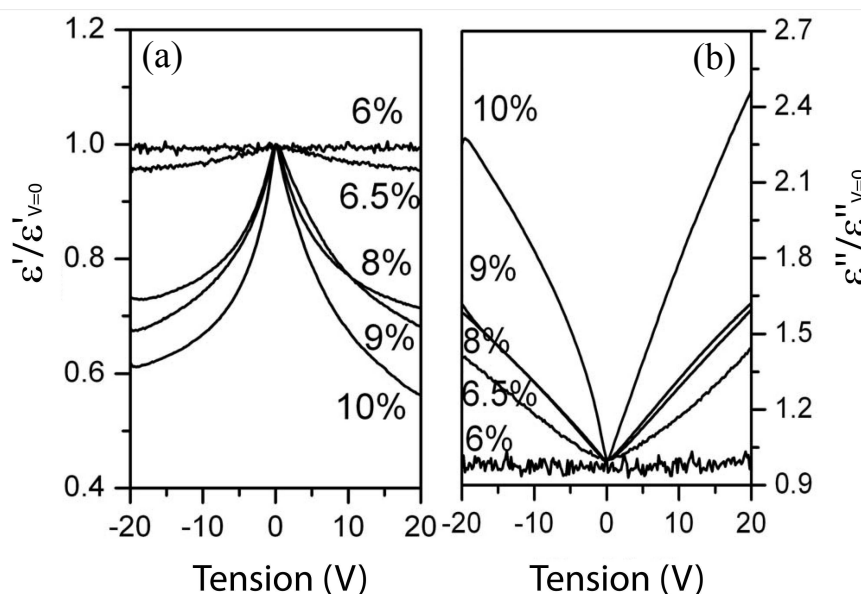 (a)
1.2
1.0
0.8
0.6
0.4
ε'/ε'V=0
6%
6.5%
8%
9%
10%
-20 -10 0 10 20
Tension (V)
(b)
2.7
2.4
2.1
1.8
1.5
1.2
0.9
ε"/ε"V=0
10%
9%
8%
6.5%
6%
-20 -10 0 10 20
Tension (V)